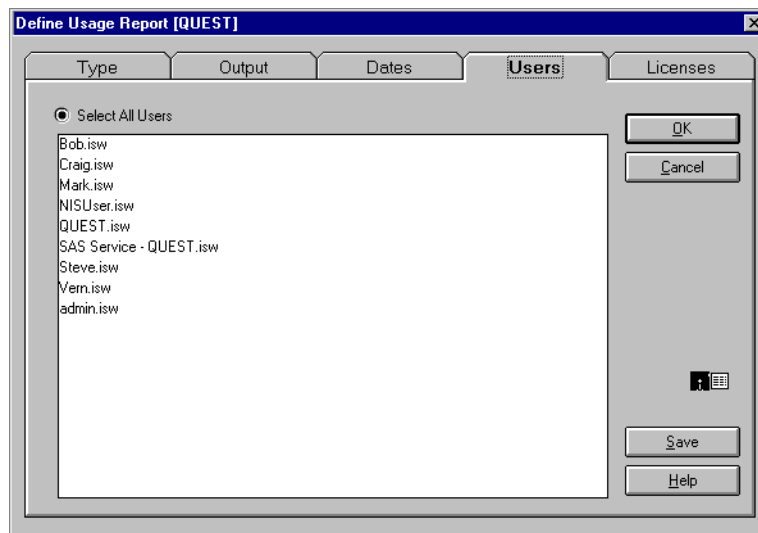 Define Usage Report [QUEST]
Type Output Dates Users Licenses
Select All Users
Bob.isw
Craig.isw
Mark.isw
NISUser.isw
QUEST.isw
SAS Service - QUEST.isw
Steve.isw
Vern.isw
admin.isw
OK
Cancel
Save
Help